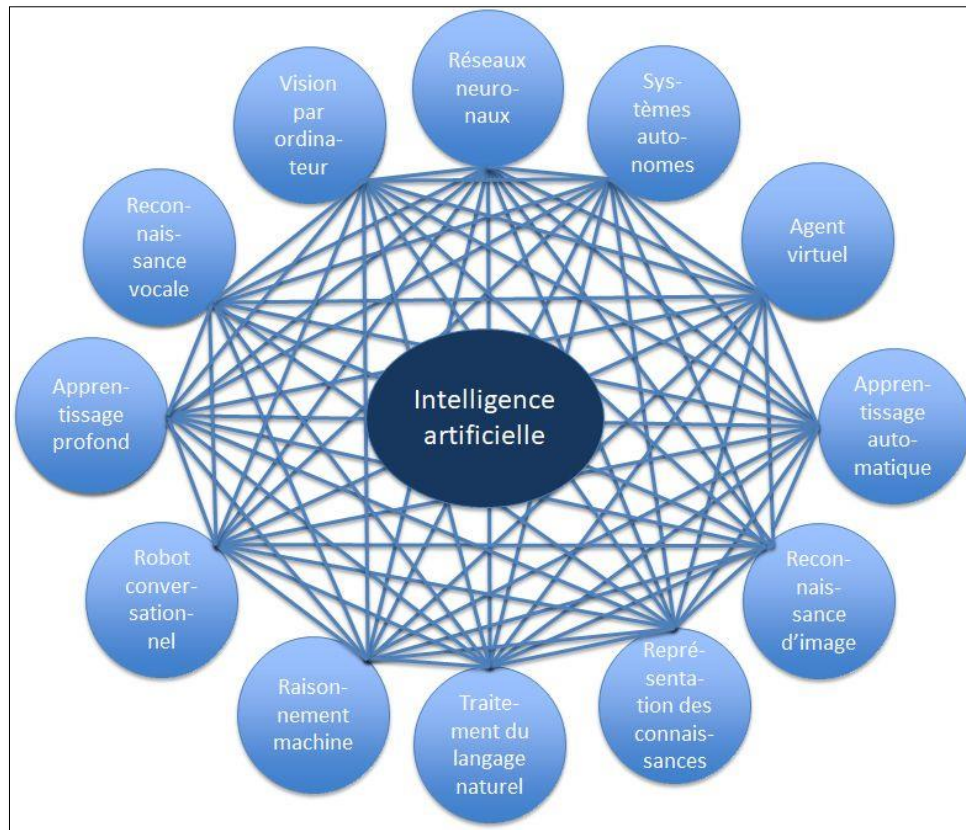 Réseaux
neuro-
naux
Sys-
tèmes
auto-
nomes
Agent
virtuel
Appren-
tissage
auto-
matique
Recon-
nais-
sance
d'image
Repré-
senta-
tion des
connais-
sances
Traite-
ment du
langage
naturel
Raison-
nement
machine
Robot
conver-
sation-
nel
Appren-
tissage
profond
Recon-
nais-
sance
vocale
Vision
par
ordina-
teur
Intelligence
artificielle